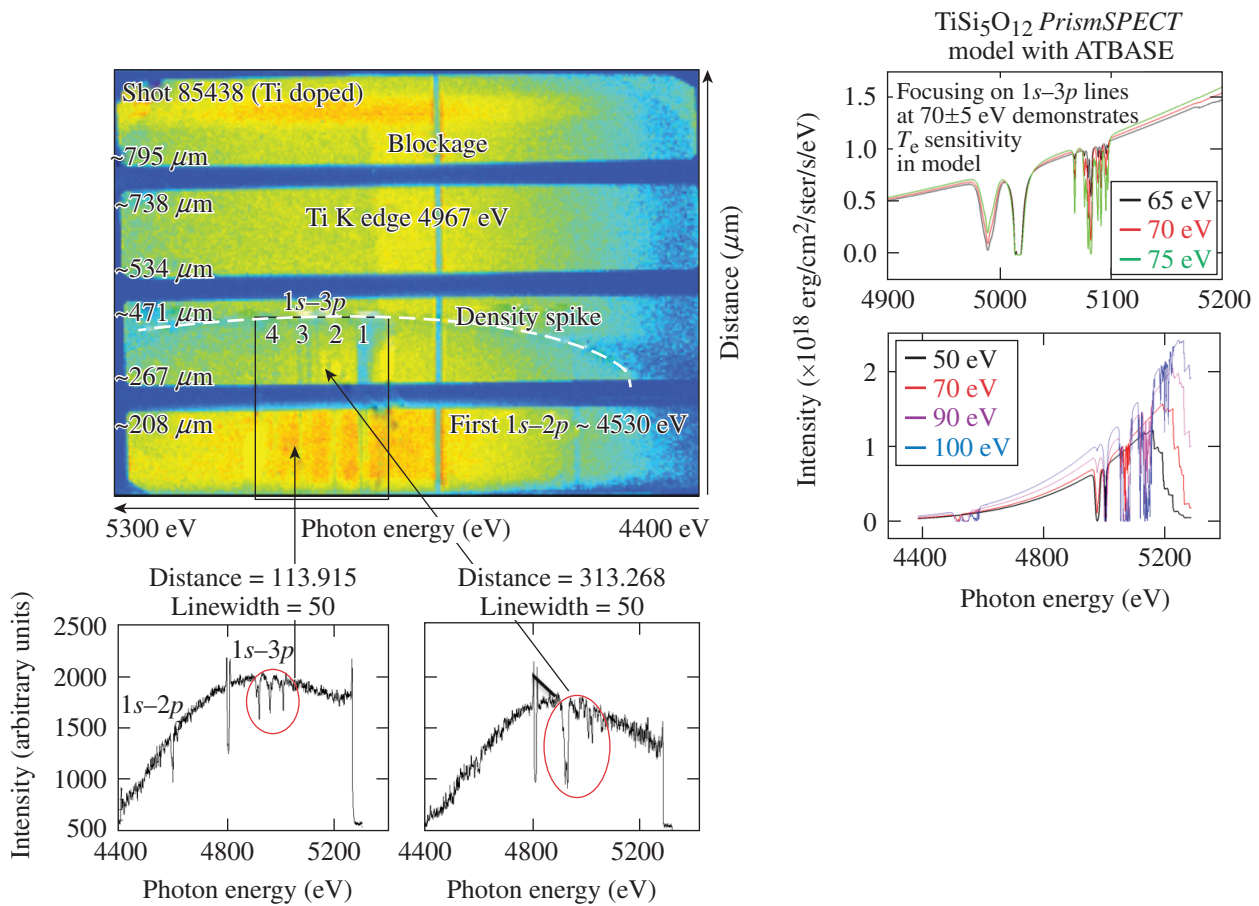 Shot 85438 (Ti doped)
Blockage
~795 μm
~738 μm
Ti K edge 4967 eV
~534 μm
~471 μm
1s–3p
Density spike
4 3 2 1
~267 μm
~208 μm
First 1s–2p ~ 4530 eV
Distance (μm)
5300 eV
Photon energy (eV)
4400 eV
Distance = 113.915
Linewidth = 50
Intensity (arbitrary units)
2500
2000
1500
1000
500
1s–2p
1s–3p
4400 4800 5200
Photon energy (eV)
Distance = 313.268
Linewidth = 50
4400 4800 5200
Photon energy (eV)
TiSi₅O₁₂ PrismSPECT
model with ATBASE
Intensity (×10¹⁸ erg/cm²/ster/s/eV)
1.5
1.0
0.5
0.0
Focusing on 1s–3p lines
at 70±5 eV demonstrates
Tₑ sensitivity
in model
65 eV
70 eV
75 eV
4900 5000 5100 5200
2
1
0
50 eV
70 eV
90 eV
100 eV
4400 4800 5200
Photon energy (eV)